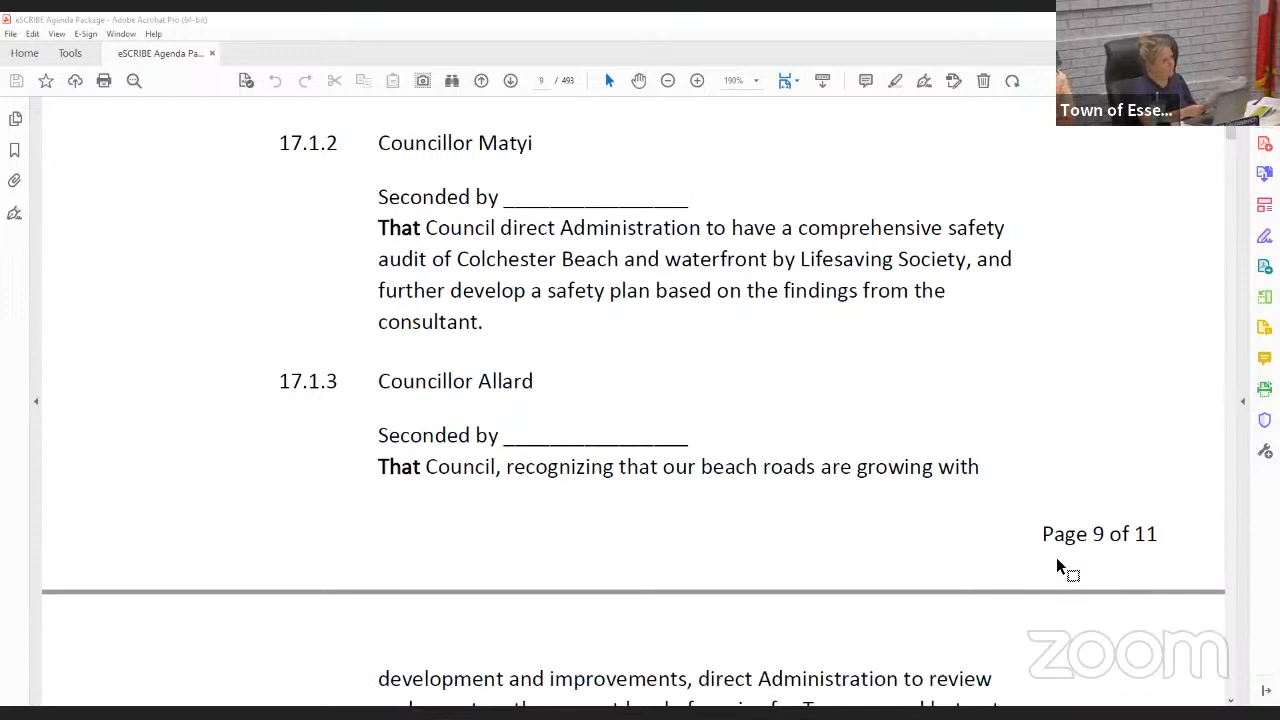 eSCRIBE Agenda Package - Adobe Acrobat Pro (64-bit)
File Edit View E-Sign Window Help
Home Tools eSCRIBE Agenda Pa... ×
9 / 493 190%
Town of Esse...
17.1.2 Councillor Matyi
Seconded by ________________
That Council direct Administration to have a comprehensive safety
audit of Colchester Beach and waterfront by Lifesaving Society, and
further develop a safety plan based on the findings from the
consultant.
17.1.3 Councillor Allard
Seconded by ________________
That Council, recognizing that our beach roads are growing with
Page 9 of 11
zoom
development and improvements, direct Administration to review